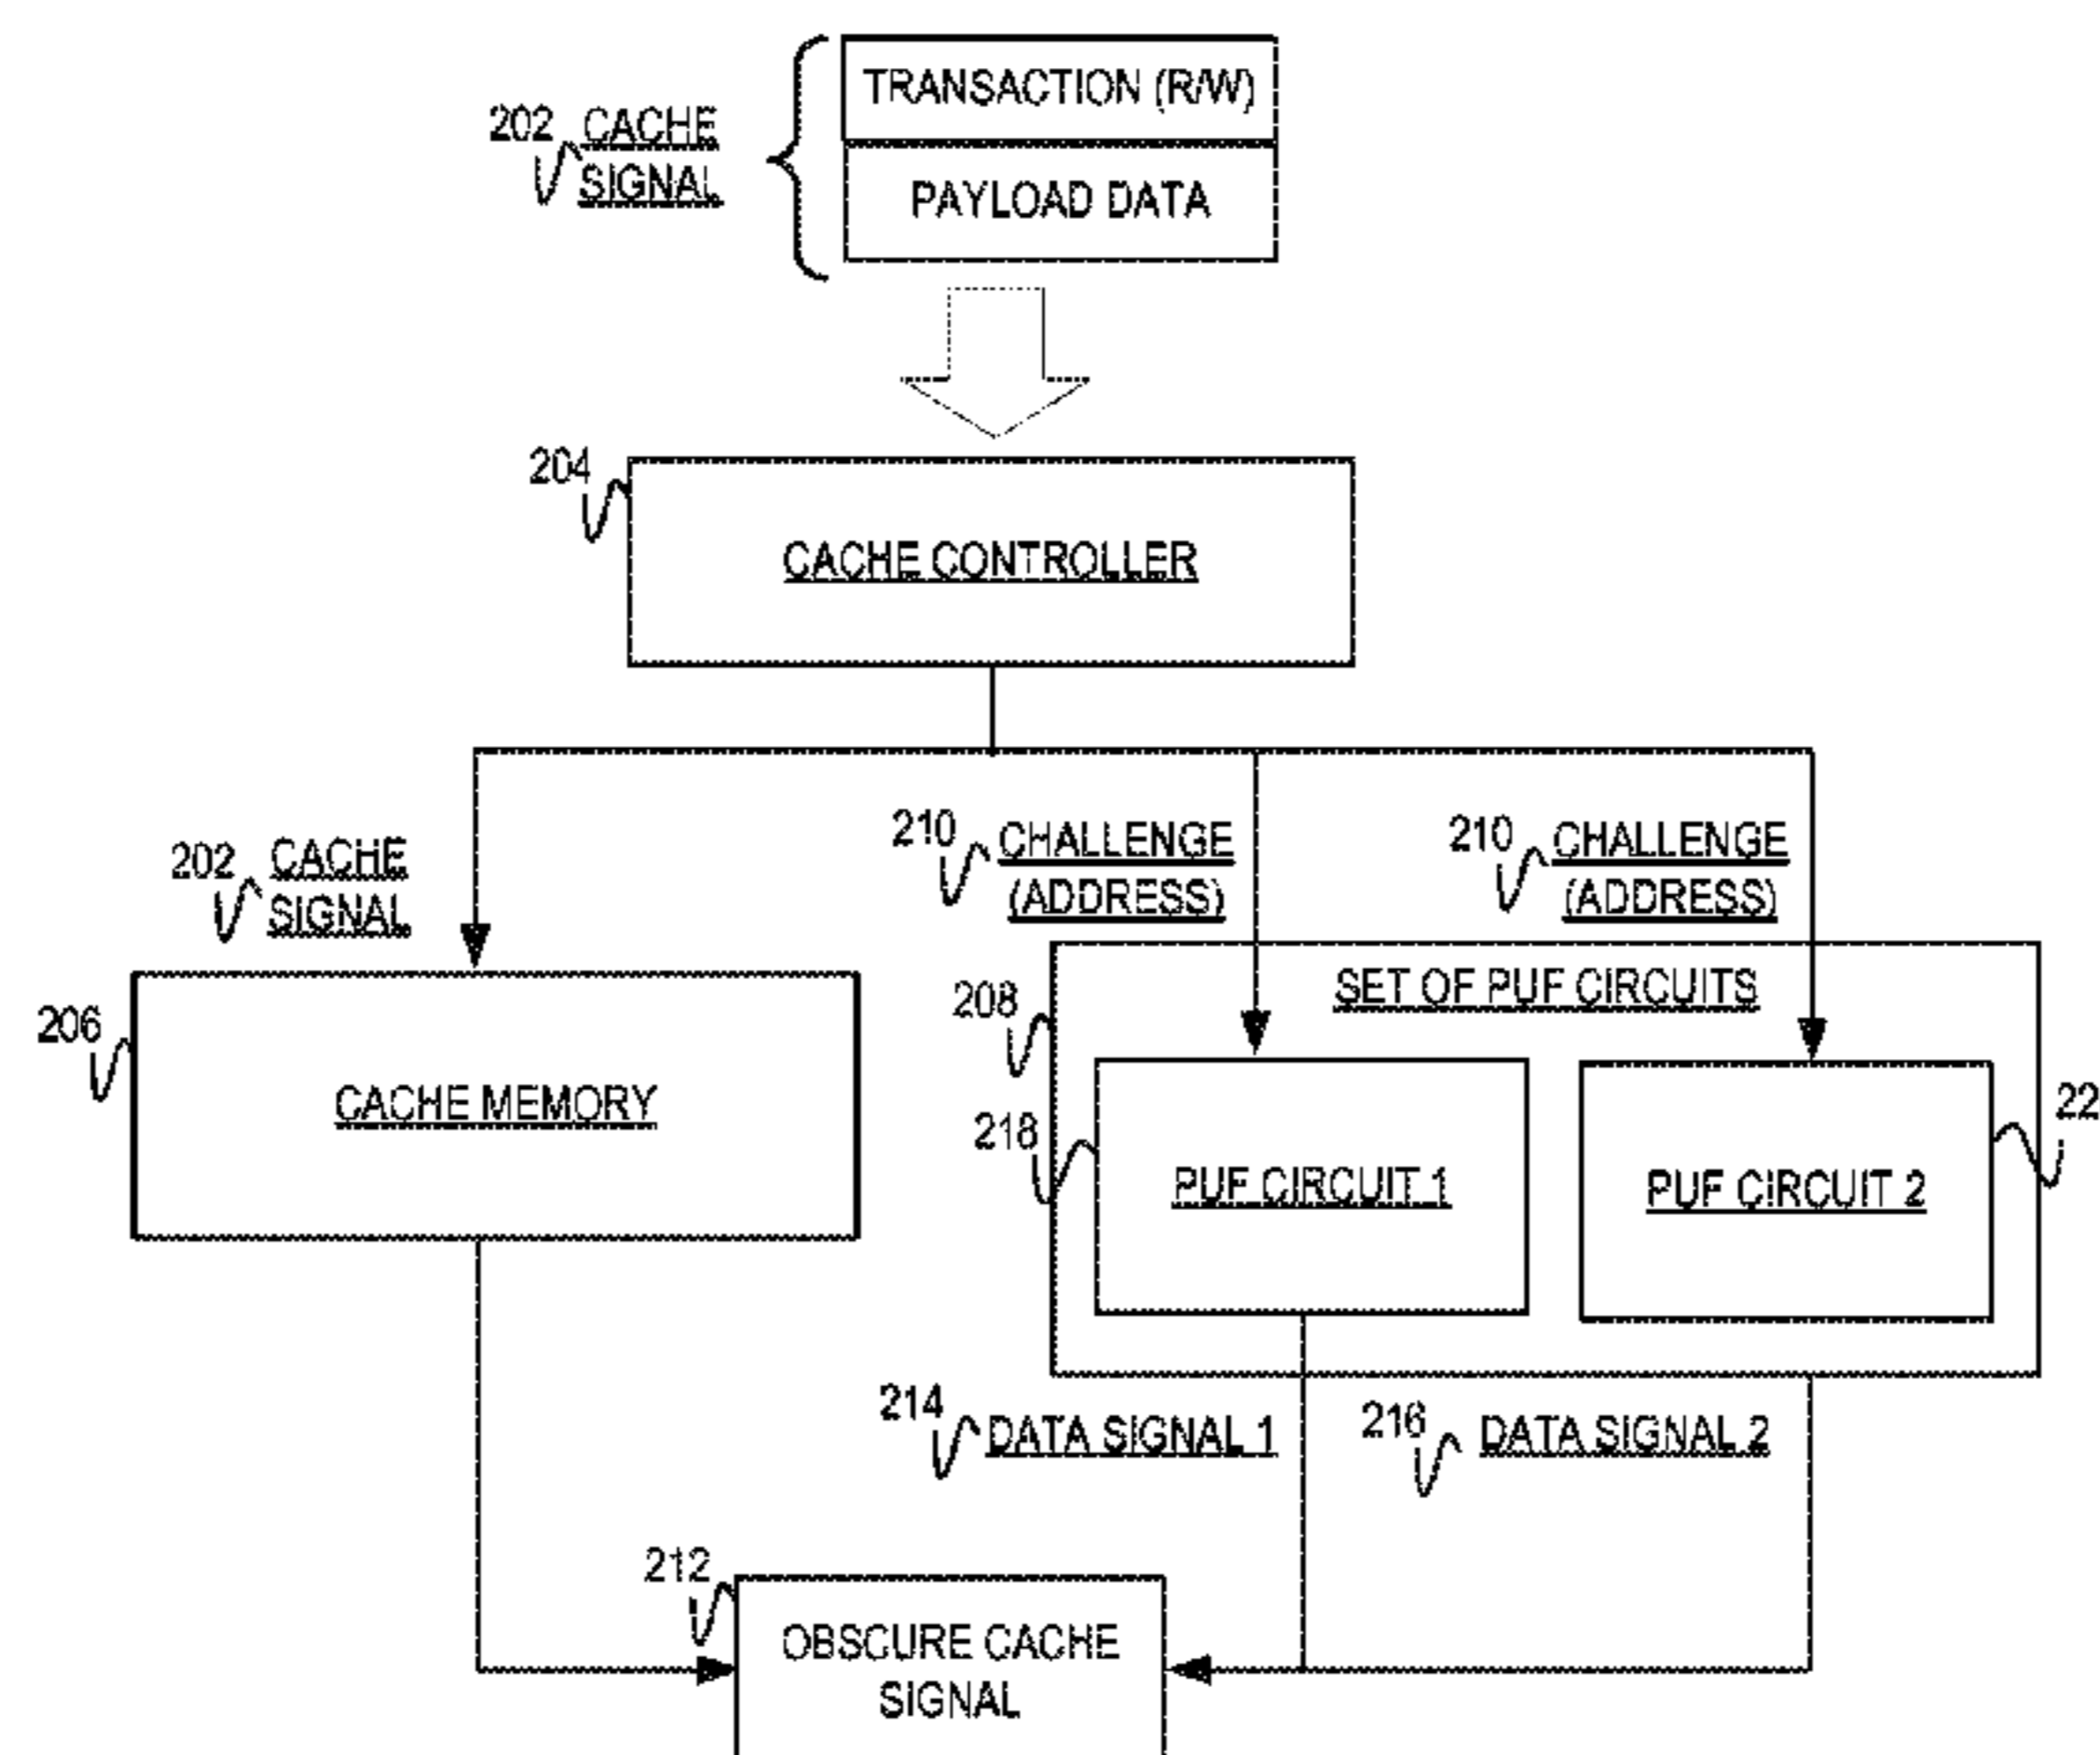 TRANSACTION (R/W)
202 CACHE
SIGNAL
PAYLOAD DATA
204
CACHE CONTROLLER
202 CACHE
SIGNAL
210 CHALLENGE
(ADDRESS)
210 CHALLENGE
(ADDRESS)
206
CACHE MEMORY
208
SET OF PUF CIRCUITS
218
PUF CIRCUIT 1
PUF CIRCUIT 2
22
214 DATA SIGNAL 1
216 DATA SIGNAL 2
212
OBSCURE CACHE
SIGNAL